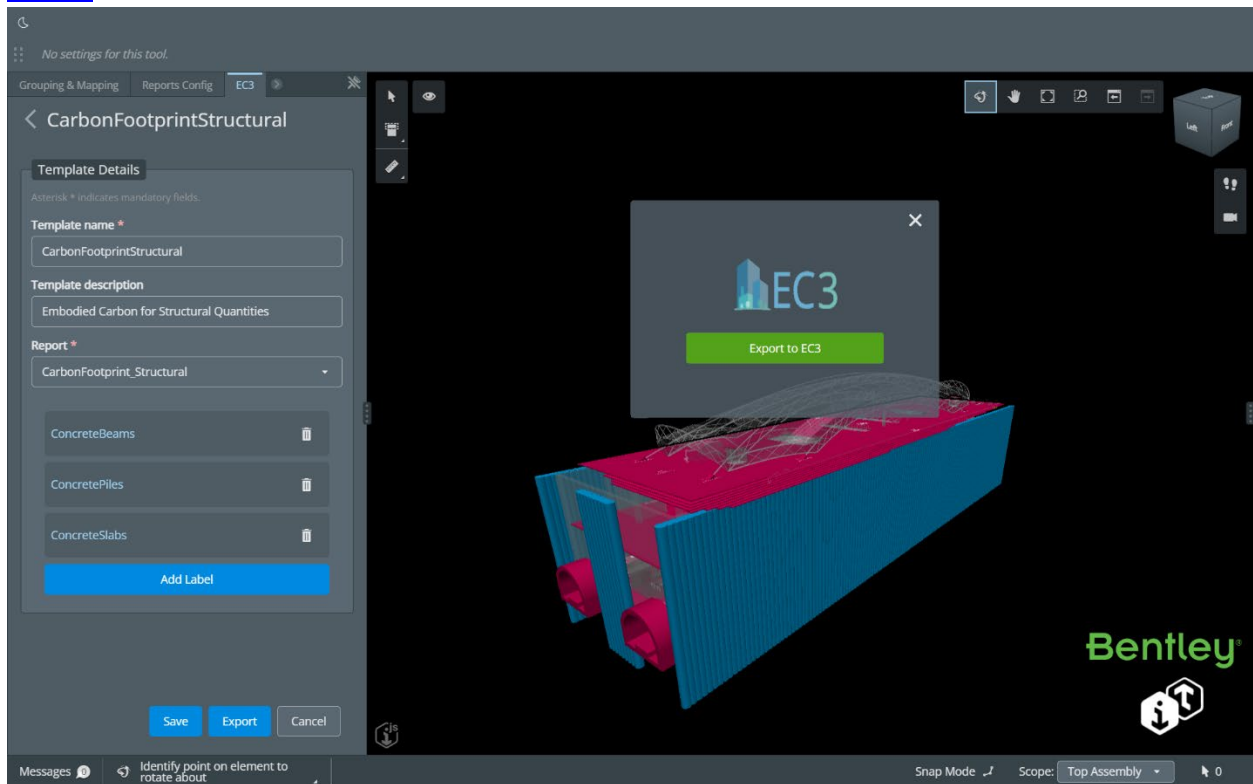 No settings for this tool.
Grouping & Mapping
Reports Config
EC3
CarbonFootprintStructural
Template Details
Asterisk * indicates mandatory fields.
Template name *
CarbonFootprintStructural
Template description
Embodied Carbon for Structural Quantities
Report *
CarbonFootprint_Structural
ConcreteBeams
ConcretePiles
ConcreteSlabs
Add Label
Save
Export
Cancel
EC3
Export to EC3
Left
Front
Bentley®
iT
js
Messages 0
Identify point on element to
rotate about
Snap Mode
Scope:
Top Assembly
0